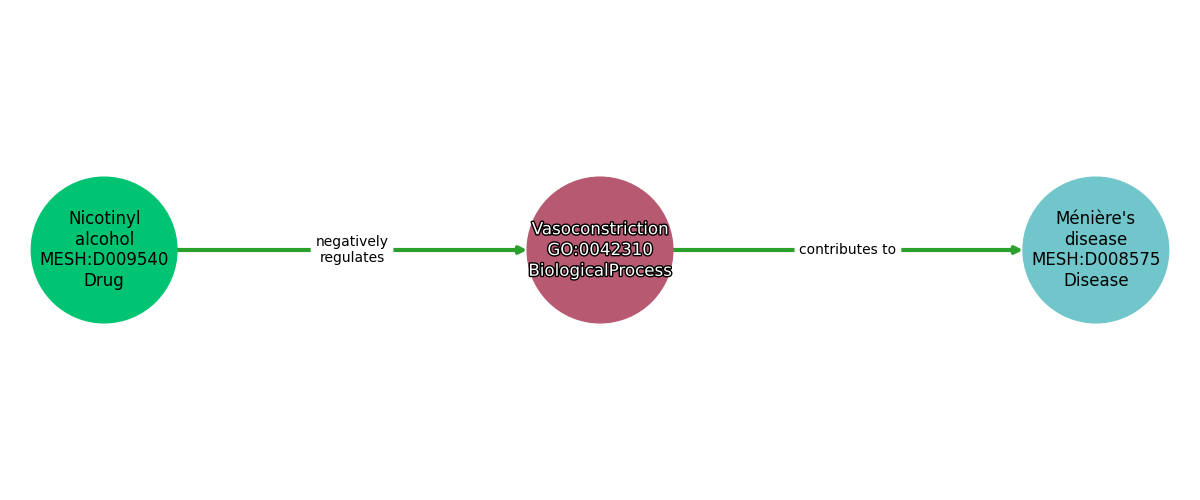 Nicotinyl
alcohol
MESH:D009540
Drug
negatively
regulates
Vasoconstriction
GO:0042310
BiologicalProcess
contributes to
Ménière's
disease
MESH:D008575
Disease